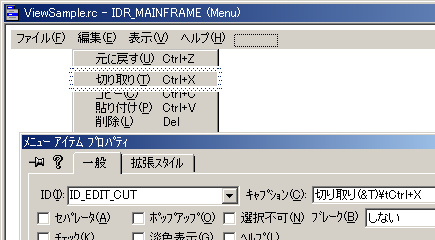 ViewSample.rc - IDR_MAINFRAME (Menu)
ファイル(F) 編集(E) 表示(V) ヘルプ(H)
元に戻す(U) Ctrl+Z
切り取り(T) Ctrl+X
コピー(C) Ctrl+C
貼り付け(P) Ctrl+V
削除(L) Del
メニュー アイテム プロパティ
? 一般 拡張スタイル
ID(I): ID_EDIT_CUT キャプション(C): 切り取り(&T)¥tCtrl+X
セパレータ(A) ポップアップ(O) 選択不可(N) ブレーク(B) しない
チェック(K) 淡色表示(G) ヘルプ(L)